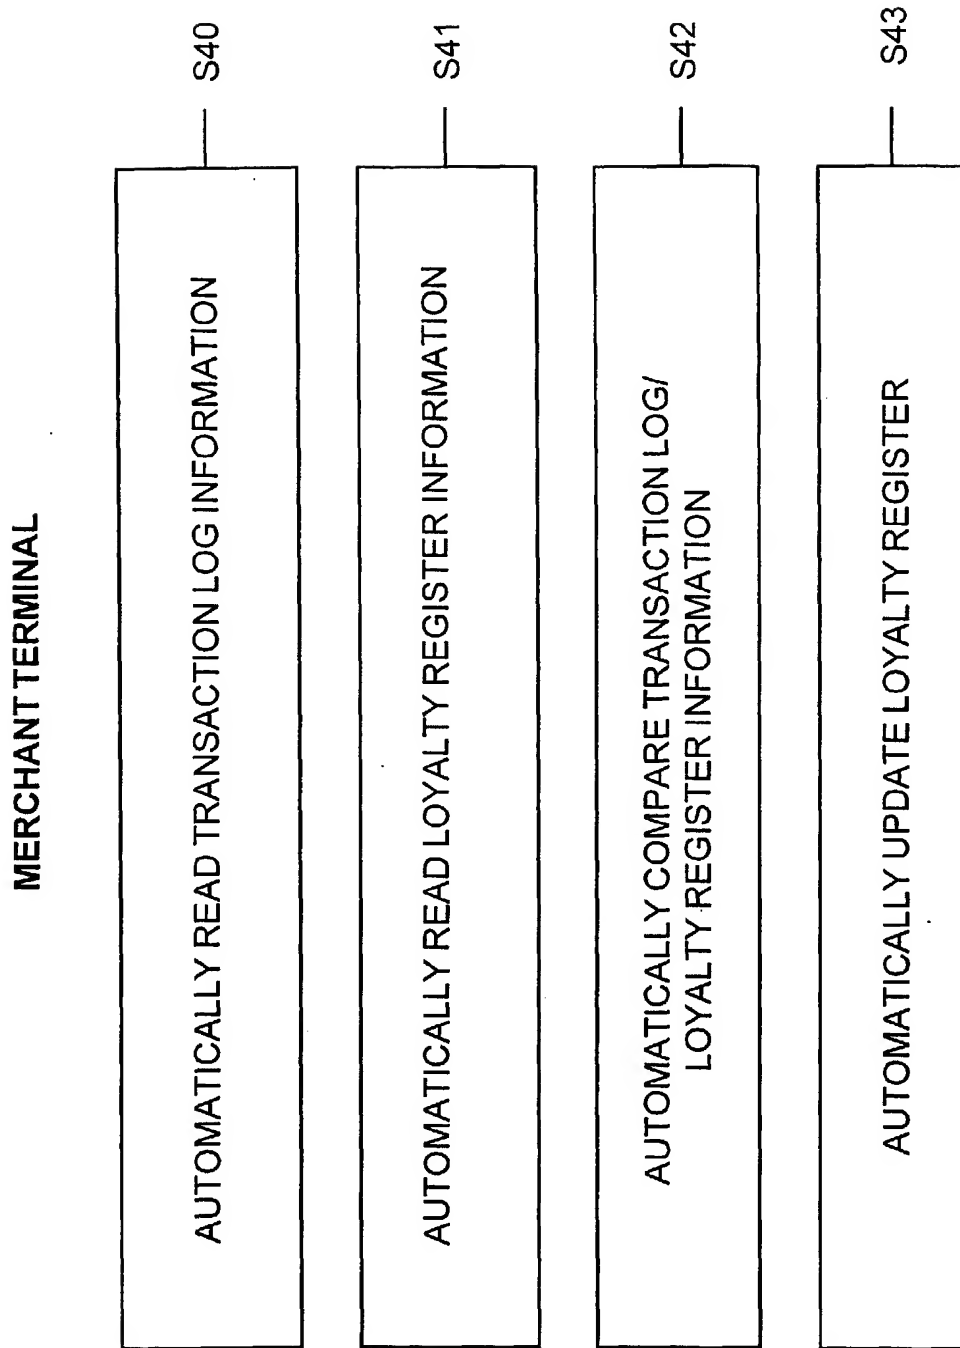 MERCHANT TERMINAL
AUTOMATICALLY READ TRANSACTION LOG INFORMATION
S40
AUTOMATICALLY READ LOYALTY REGISTER INFORMATION
S41
AUTOMATICALLY COMPARE TRANSACTION LOG/
LOYALTY REGISTER INFORMATION
S42
AUTOMATICALLY UPDATE LOYALTY REGISTER
S43